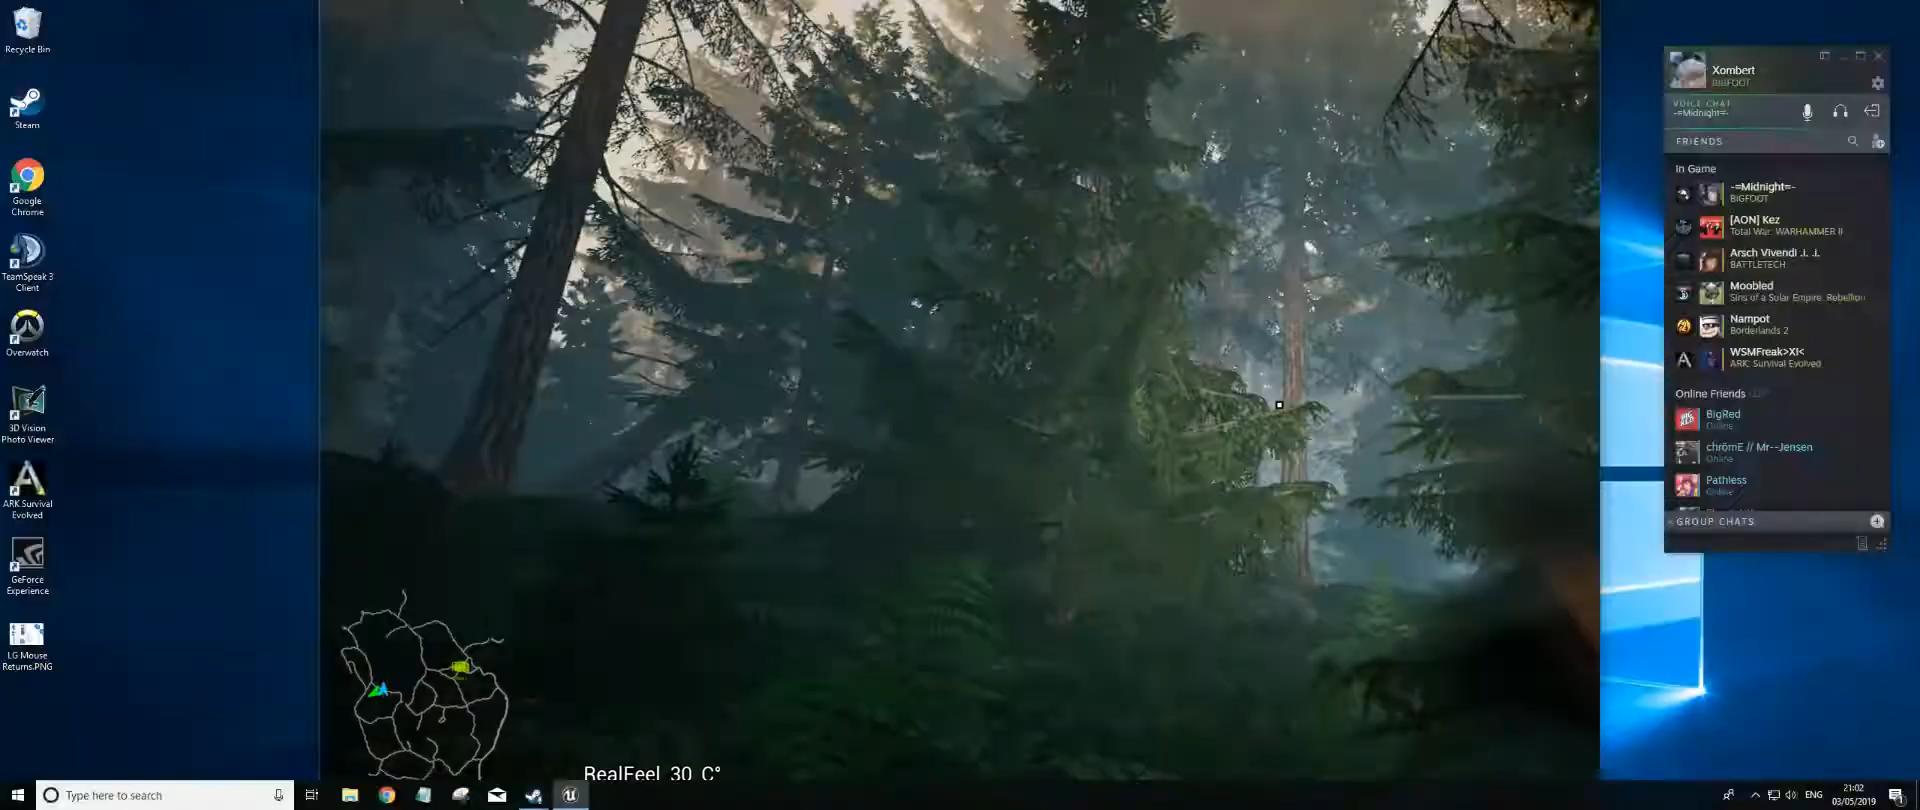 Recycle Bin
Steam
Google
Chrome
TeamSpeak 3
Client
Overwatch
3D Vision
Photo Viewer
ARK Survival
Evolved
GeForce
Experience
LG Mouse
Returns.PNG
RealFeel 30 C°
Xombert
BIGFOOT
VOICE CHAT
-=Midnight=-
FRIENDS
In Game
-=Midnight=-
BIGFOOT
[AON] Kez
Total War: WARHAMMER II
Arsch Vivendi .i. .i.
BATTLETECH
Moobled
Sins of a Solar Empire: Rebellion
Nampot
Borderlands 2
WSMFreak>XI<
ARK: Survival Evolved
Online Friends
BigRed
Online
chrömE // Mr--Jensen
Online
Pathless
Online
GROUP CHATS
Type here to search
ENG
21:02
03/05/2019